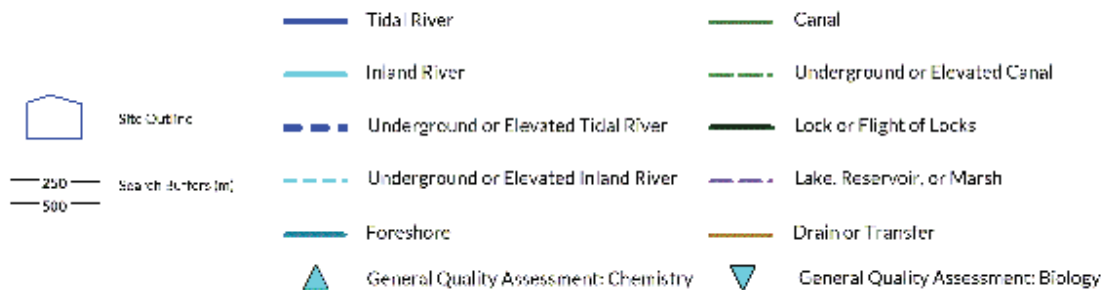 Tidal River
Canal
Inland River
Underground or Elevated Canal
Site Outline
Underground or Elevated Tidal River
Lock or Flight of Locks
250
Search Buffers (m)
500
Underground or Elevated Inland River
Lake, Reservoir, or Marsh
Foreshore
Drain or Transfer
General Quality Assessment: Chemistry
General Quality Assessment: Biology